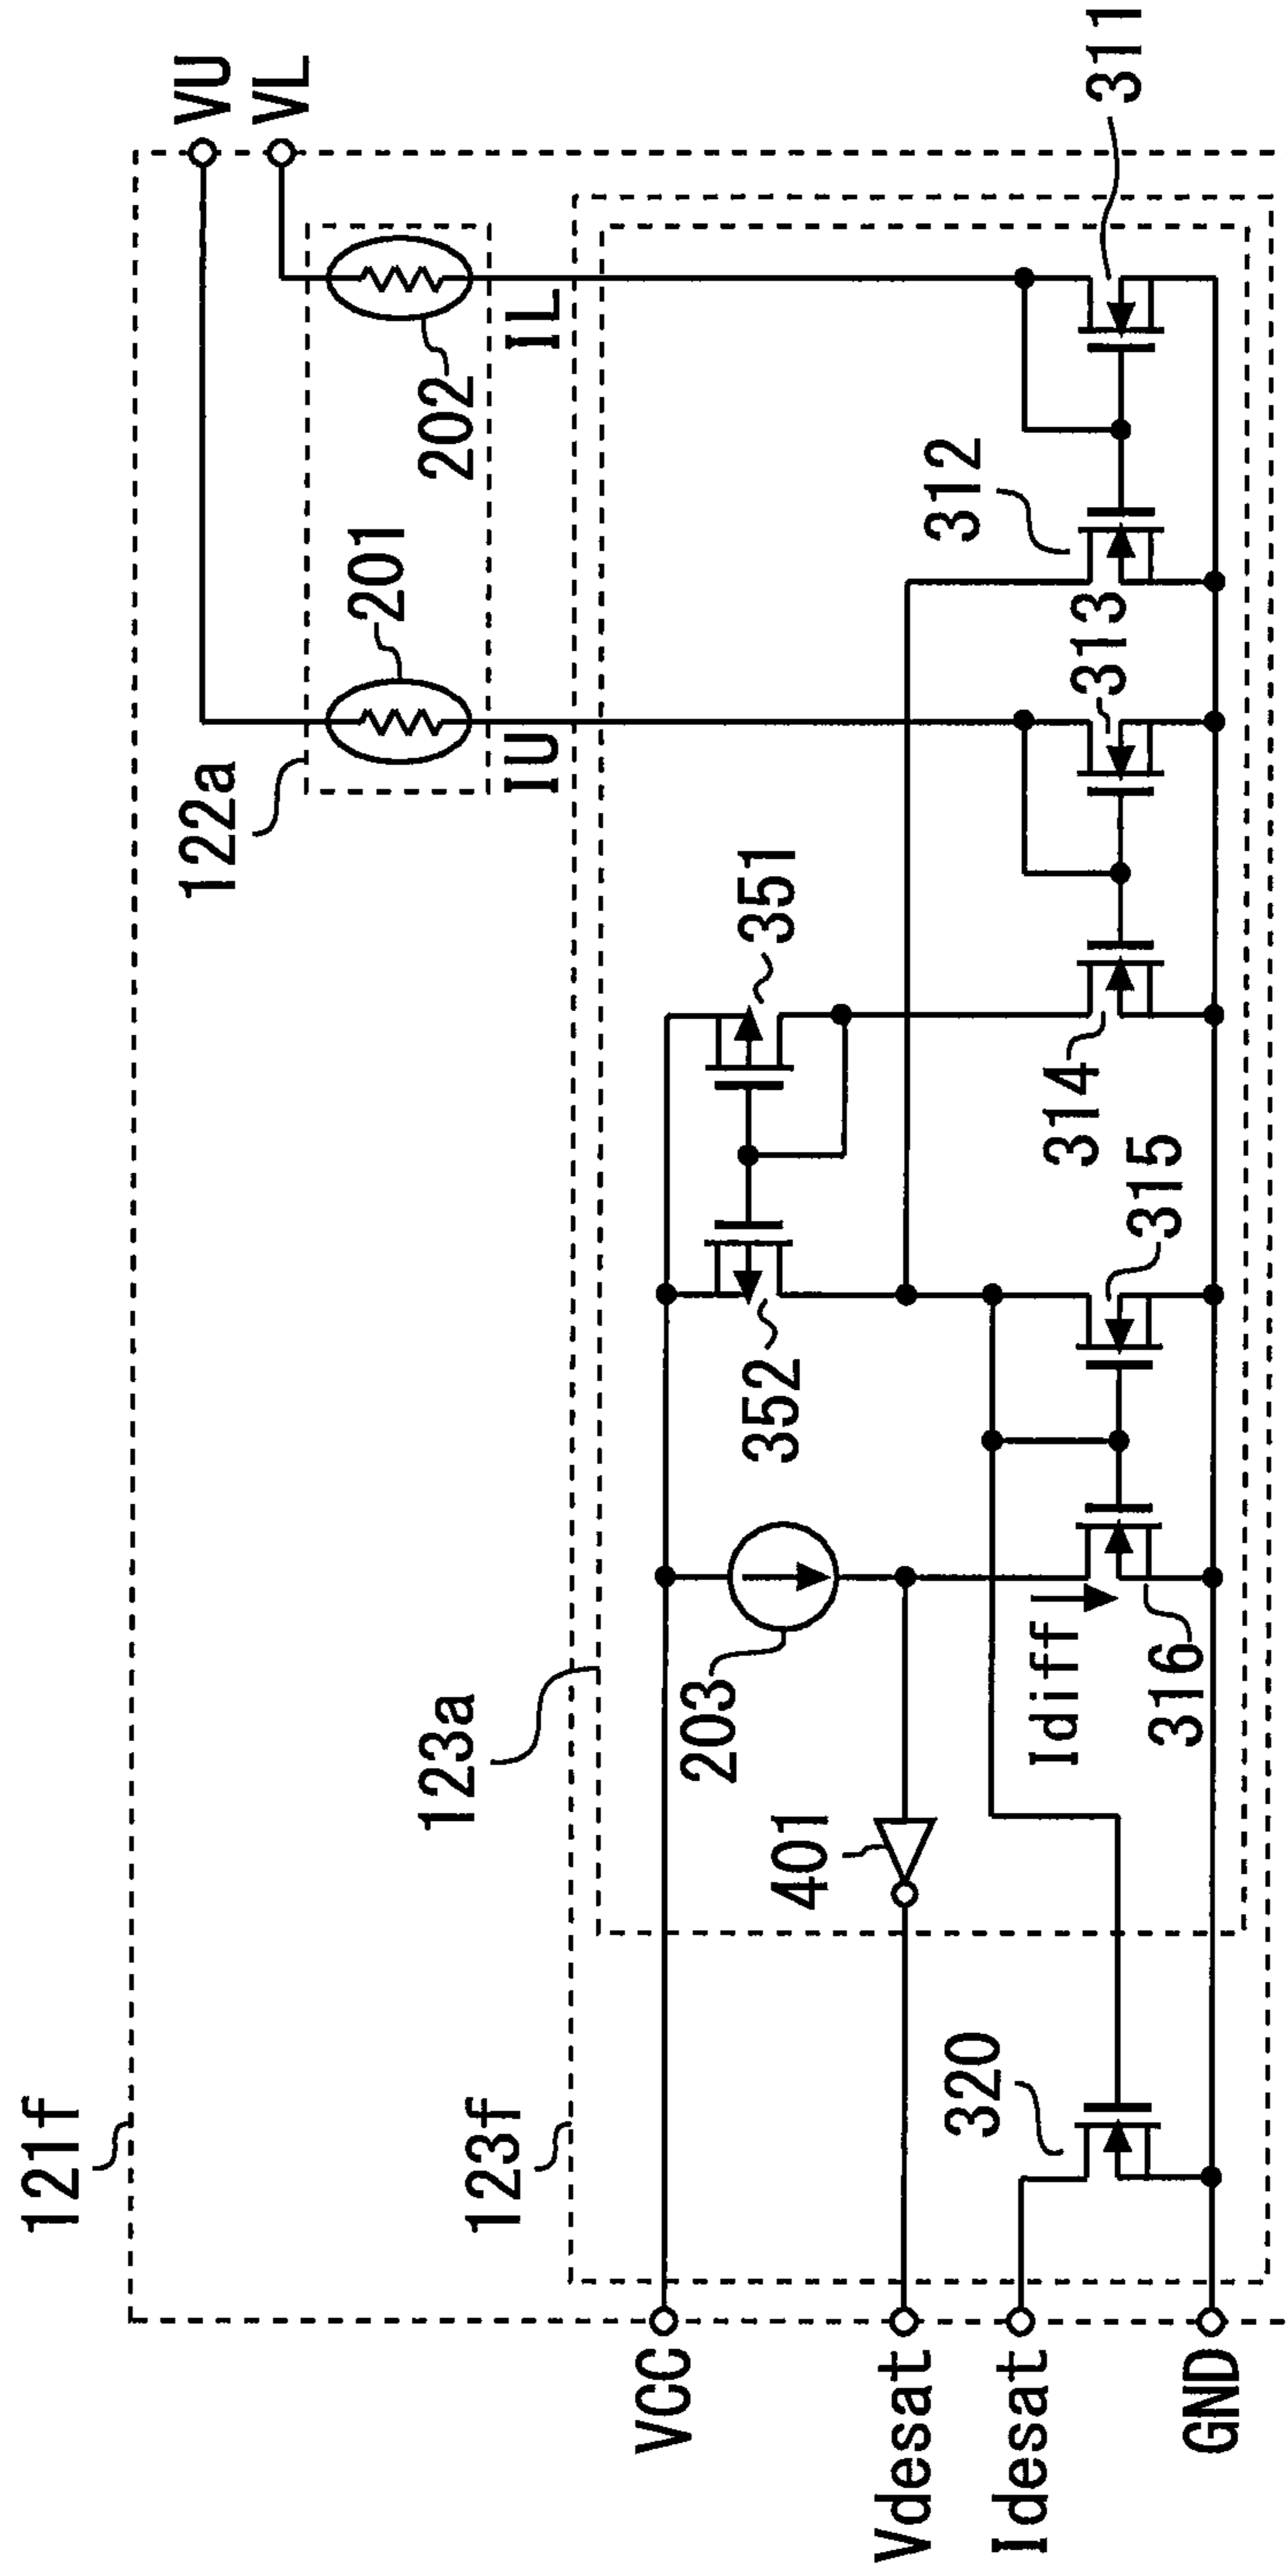 121f
123f
123a
122a
VU
VL
201
202
IU
IL
VCC
Vdesat
Idesat
GND
203
352
351
401
Idiff
316
315
314
313
312
311
320